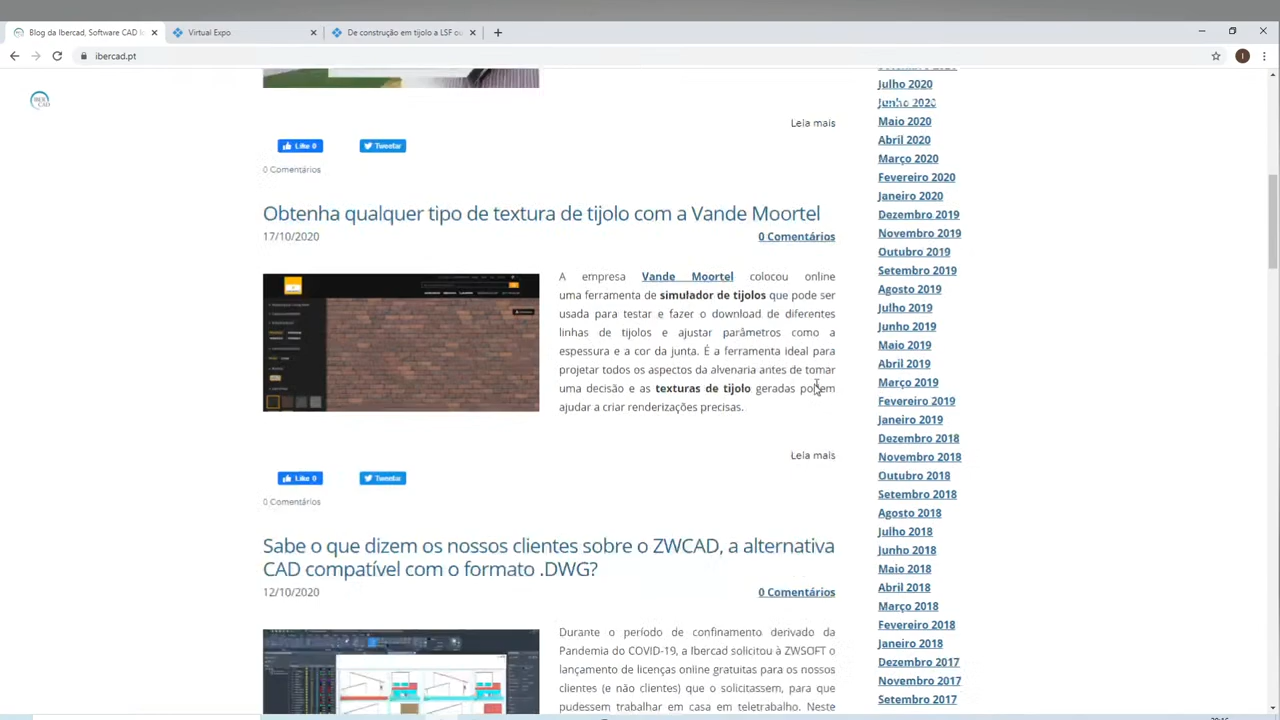 Blog da Ibercad, Software CAD lo
Virtual Expo
De construção em tijolo a LSF ou
ibercad.pt
IBER
CAD
Leia mais
Like 0
Tweetar
0 Comentários
Obtenha qualquer tipo de textura de tijolo com a Vande Moortel
17/10/2020
0 Comentários
A empresa Vande Moortel colocou online
uma ferramenta de simulador de tijolos que pode ser
usada para testar e fazer download de diferentes
linhas de tijolos e ajustar parâmetros como a
espessura e a cor da junta. É a ferramenta ideal para
projetar todos os aspectos da alvenaria antes de tomar
uma decisão e as texturas de tijolo geradas podem
ajudar a criar renderizações precisas.
Leia mais
Like 0
Tweetar
0 Comentários
Sabe o que dizem os nossos clientes sobre o ZWCAD, a alternativa
CAD compatível com o formato .DWG?
12/10/2020
0 Comentários
Durante o período de confinamento derivado da
Pandemia do COVID-19, a Ibercad solicitou à ZWSOFT o
de licenças para os nossos
para que
trabalhar em casa Neste
Julho 2020
Junho 2020
Maio 2020
Abril 2020
Março 2020
Fevereiro 2020
Janeiro 2020
Dezembro 2019
Novembro 2019
Outubro 2019
Setembro 2019
Agosto 2019
Julho 2019
Junho 2019
Maio 2019
Abril 2019
Março 2019
Fevereiro 2019
Janeiro 2019
Dezembro 2018
Novembro 2018
Outubro 2018
Setembro 2018
Agosto 2018
Julho 2018
Junho 2018
Maio 2018
Abril 2018
Março 2018
Fevereiro 2018
Janeiro 2018
Dezembro 2017
Novembro 2017
Setembro 2017